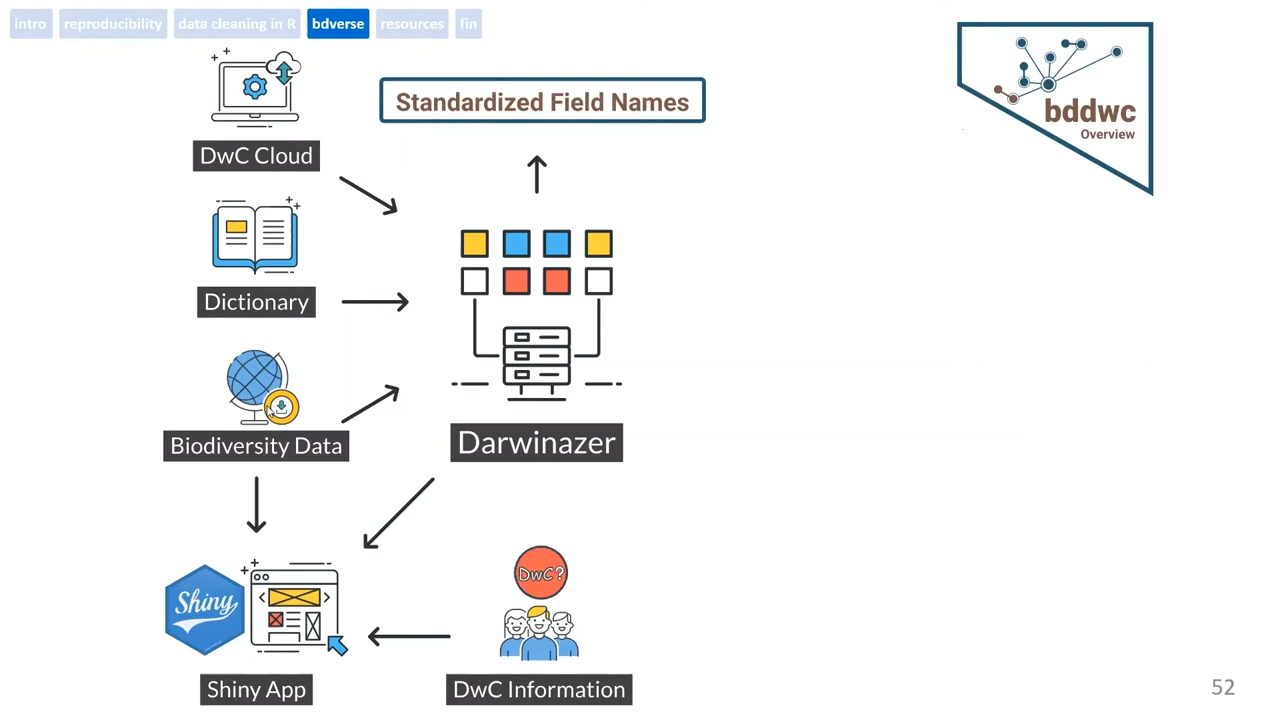 intro
reproducibility
data cleaning in R
bdverse
resources
fin
DwC Cloud
Standardized Field Names
bddwc
Overview
Dictionary
Biodiversity Data
Darwinazer
Shiny
DwC?
Shiny App
DwC Information
52